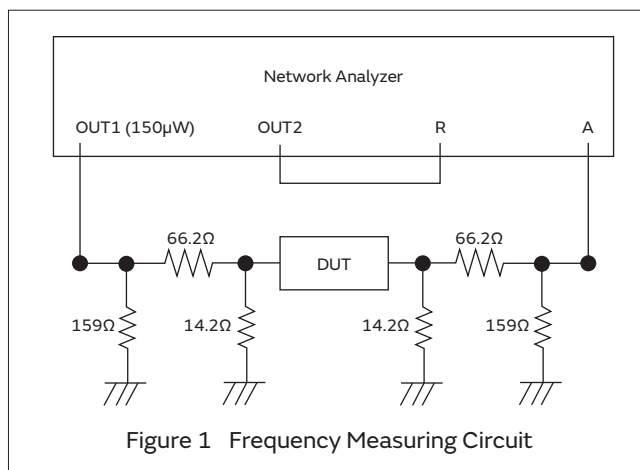 Network Analyzer
OUT1 (150µW) OUT2 R A
66.2Ω 66.2Ω
DUT
159Ω 14.2Ω 14.2Ω 159Ω
Figure 1 Frequency Measuring Circuit